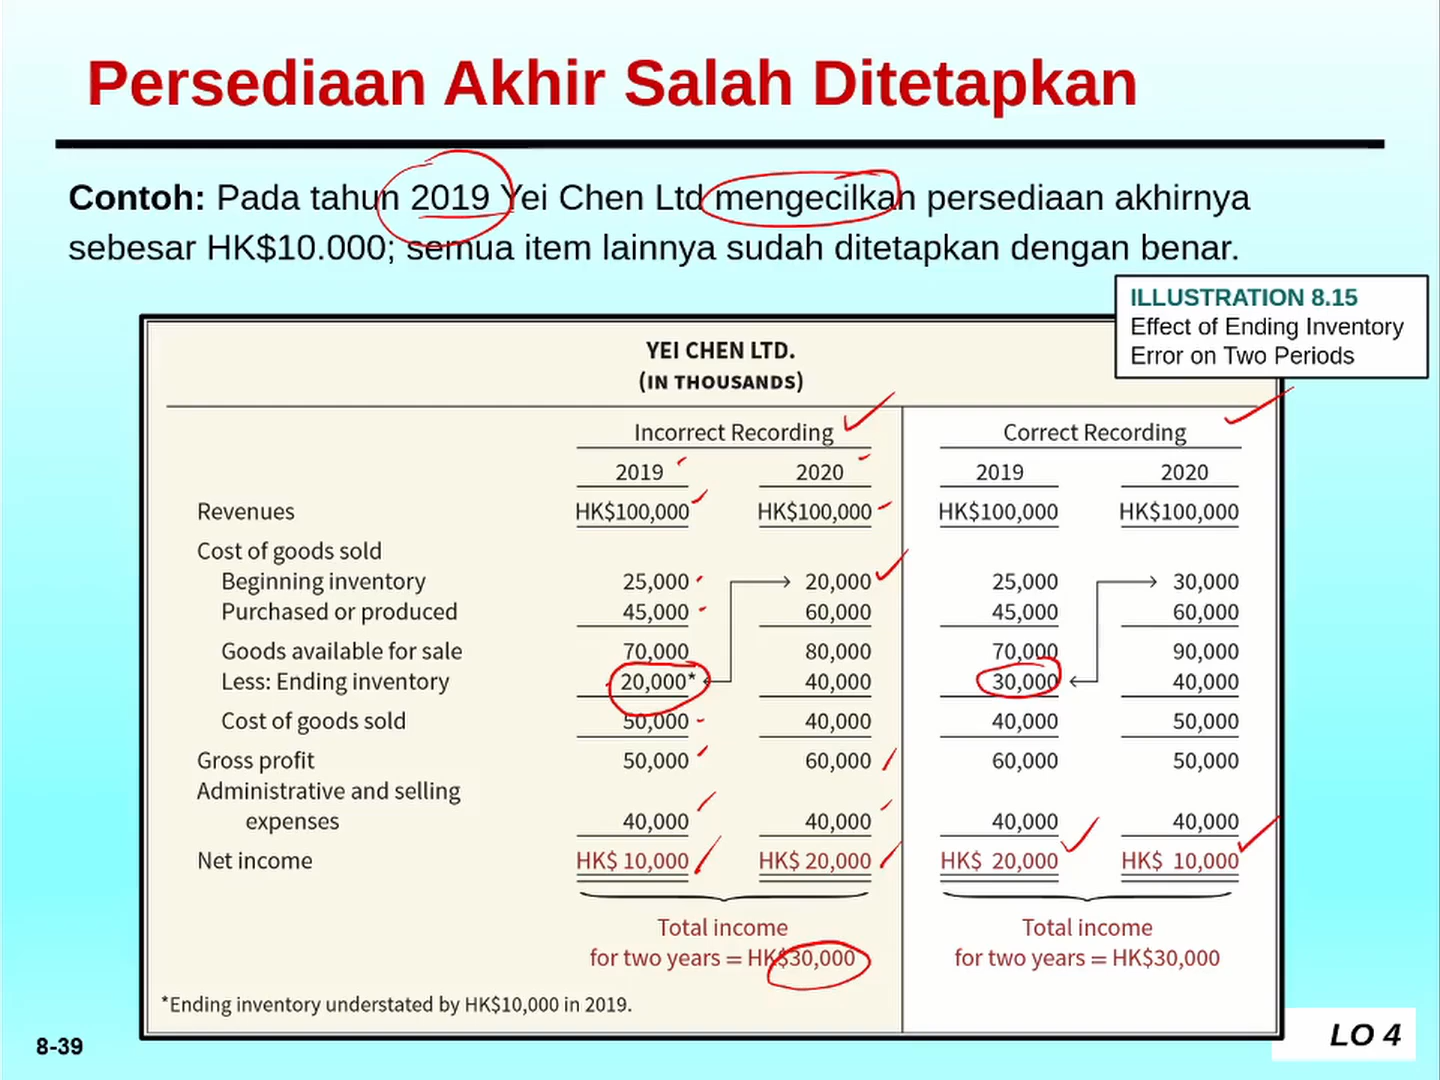 Persediaan Akhir Salah Ditetapkan
Contoh: Pada tahun 2019 Yei Chen Ltd mengecilkan persediaan akhirnya
sebesar HK$10.000; semua item lainnya sudah ditetapkan dengan benar.
ILLUSTRATION 8.15
Effect of Ending Inventory
Error on Two Periods
YEI CHEN LTD.
(IN THOUSANDS)
Incorrect Recording Correct Recording
2019 2020 2019 2020
Revenues HK$100,000 HK$100,000 HK$100,000 HK$100,000
Cost of goods sold
Beginning inventory 25,000 20,000 25,000 30,000
Purchased or produced 45,000 60,000 45,000 60,000
Goods available for sale 70,000 80,000 70,000 90,000
Less: Ending inventory 20,000* 40,000 30,000 40,000
Cost of goods sold 50,000 40,000 40,000 50,000
Gross profit 50,000 60,000 60,000 50,000
Administrative and selling
expenses 40,000 40,000 40,000 40,000
Net income HK$ 10,000 HK$ 20,000 HK$ 20,000 HK$ 10,000
Total income Total income
for two years = HK$30,000 for two years = HK$30,000
*Ending inventory understated by HK$10,000 in 2019.
8-39 LO 4